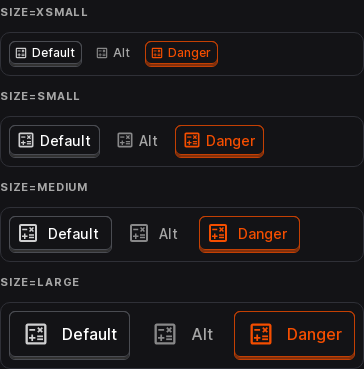 SIZE=XSMALL
Default Alt Danger
SIZE=SMALL
Default Alt Danger
SIZE=MEDIUM
Default Alt Danger
SIZE=LARGE
Default Alt Danger